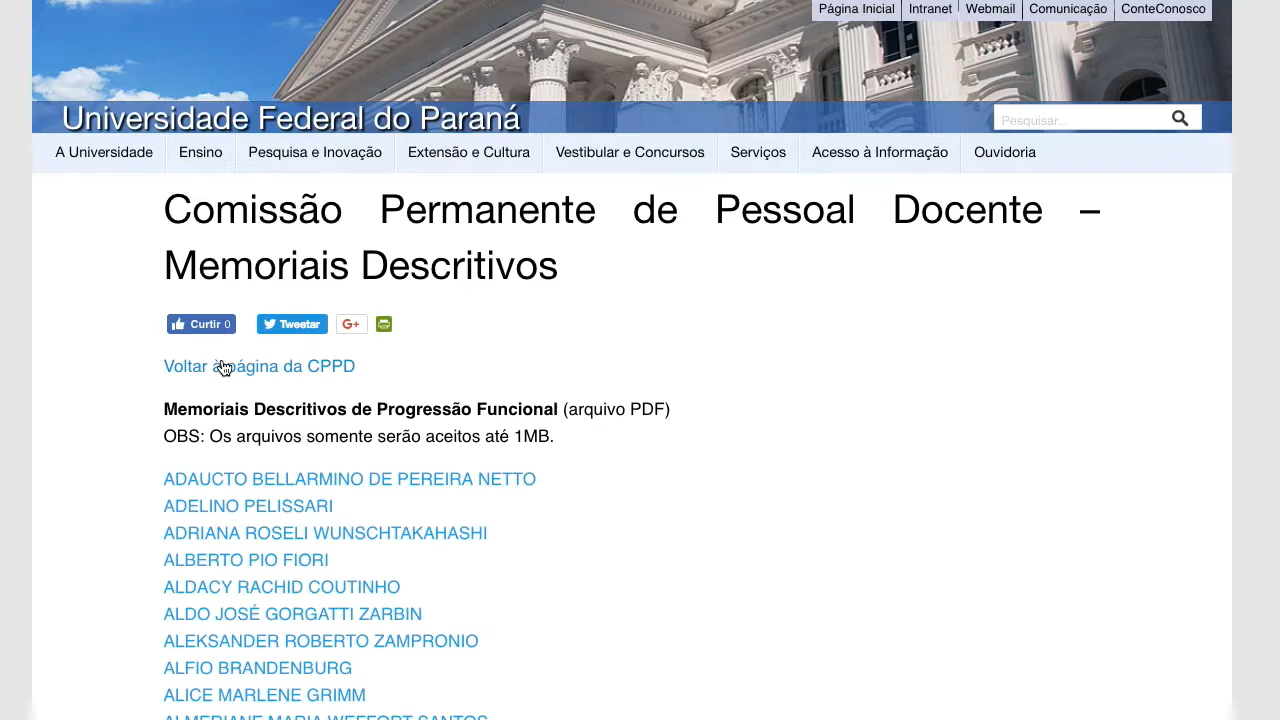 Página Inicial Intranet Webmail Comunicação ConteConosco
Universidade Federal do Paraná
Pesquisar...
A Universidade Ensino Pesquisa e Inovação Extensão e Cultura Vestibular e Concursos Serviços Acesso à Informação Ouvidoria
Comissão Permanente de Pessoal Docente –
Memoriais Descritivos
Curtir 0 Tweetar G+
Voltar à página da CPPD
Memoriais Descritivos de Progressão Funcional (arquivo PDF)
OBS: Os arquivos somente serão aceitos até 1MB.
ADAUCTO BELLARMINO DE PEREIRA NETTO
ADELINO PELISSARI
ADRIANA ROSELI WUNSCHTAKAHASHI
ALBERTO PIO FIORI
ALDACY RACHID COUTINHO
ALDO JOSÉ GORGATTI ZARBIN
ALEKSANDER ROBERTO ZAMPRONIO
ALFIO BRANDENBURG
ALICE MARLENE GRIMM
ALMERIANE MARIA WEFFORT SANTOS